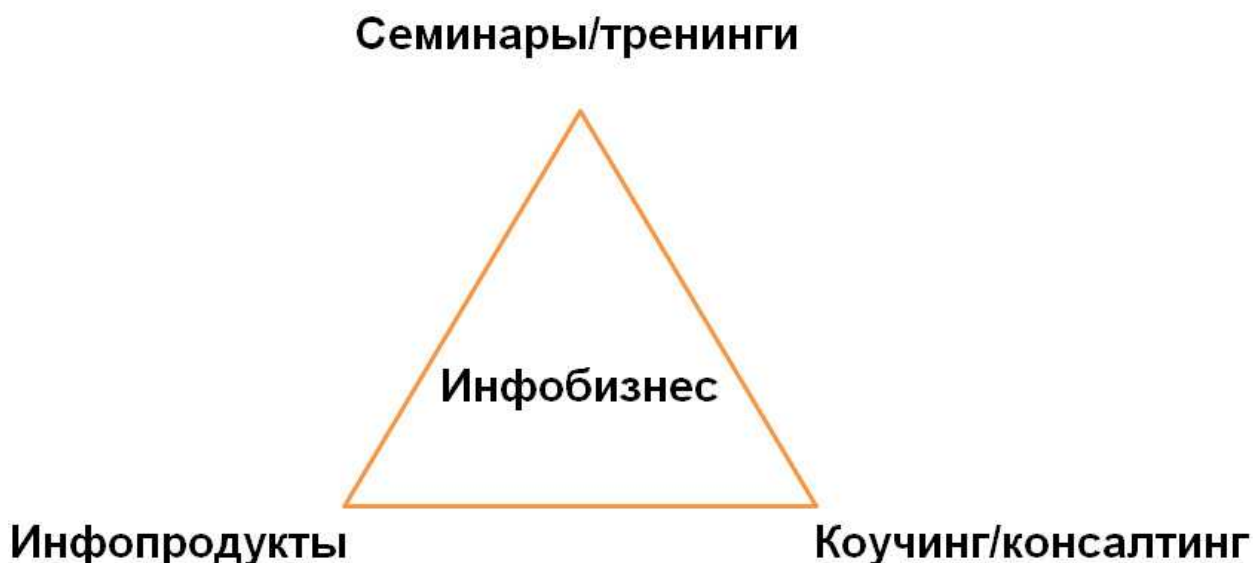 Семинары/тренинги
Инфобизнес
Инфопродукты
Коучинг/консалтинг